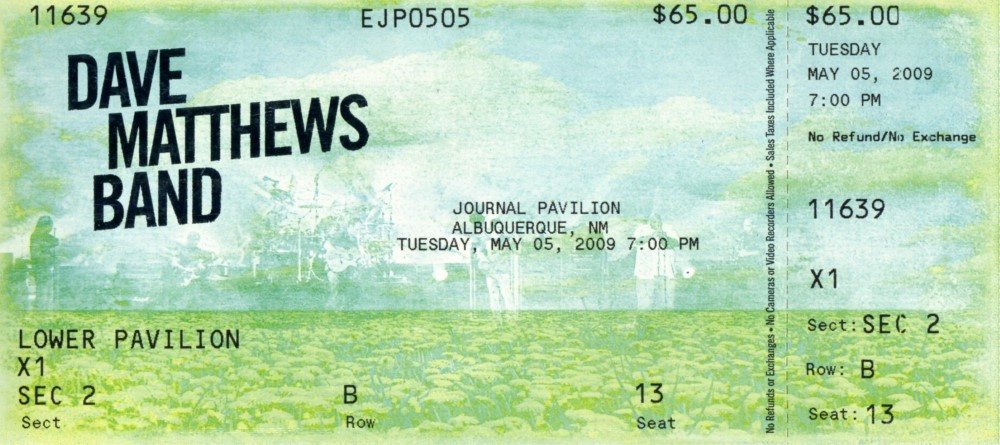 11639
EJP0505
$65.00
DAVE
MATTHEWS
BAND
JOURNAL PAVILION
ALBUQUERQUE, NM
TUESDAY, MAY 05, 2009 7:00 PM
LOWER PAVILION
X1
SEC 2
B
13
Sect
Row
Seat
No Refunds or Exchanges • No Cameras or Video Recorders Allowed • Sales Taxes Included Where Applicable
$65.00
TUESDAY
MAY 05, 2009
7:00 PM
No Refund/No Exchange
11639
X1
Sect: SEC 2
Row: B
Seat: 13